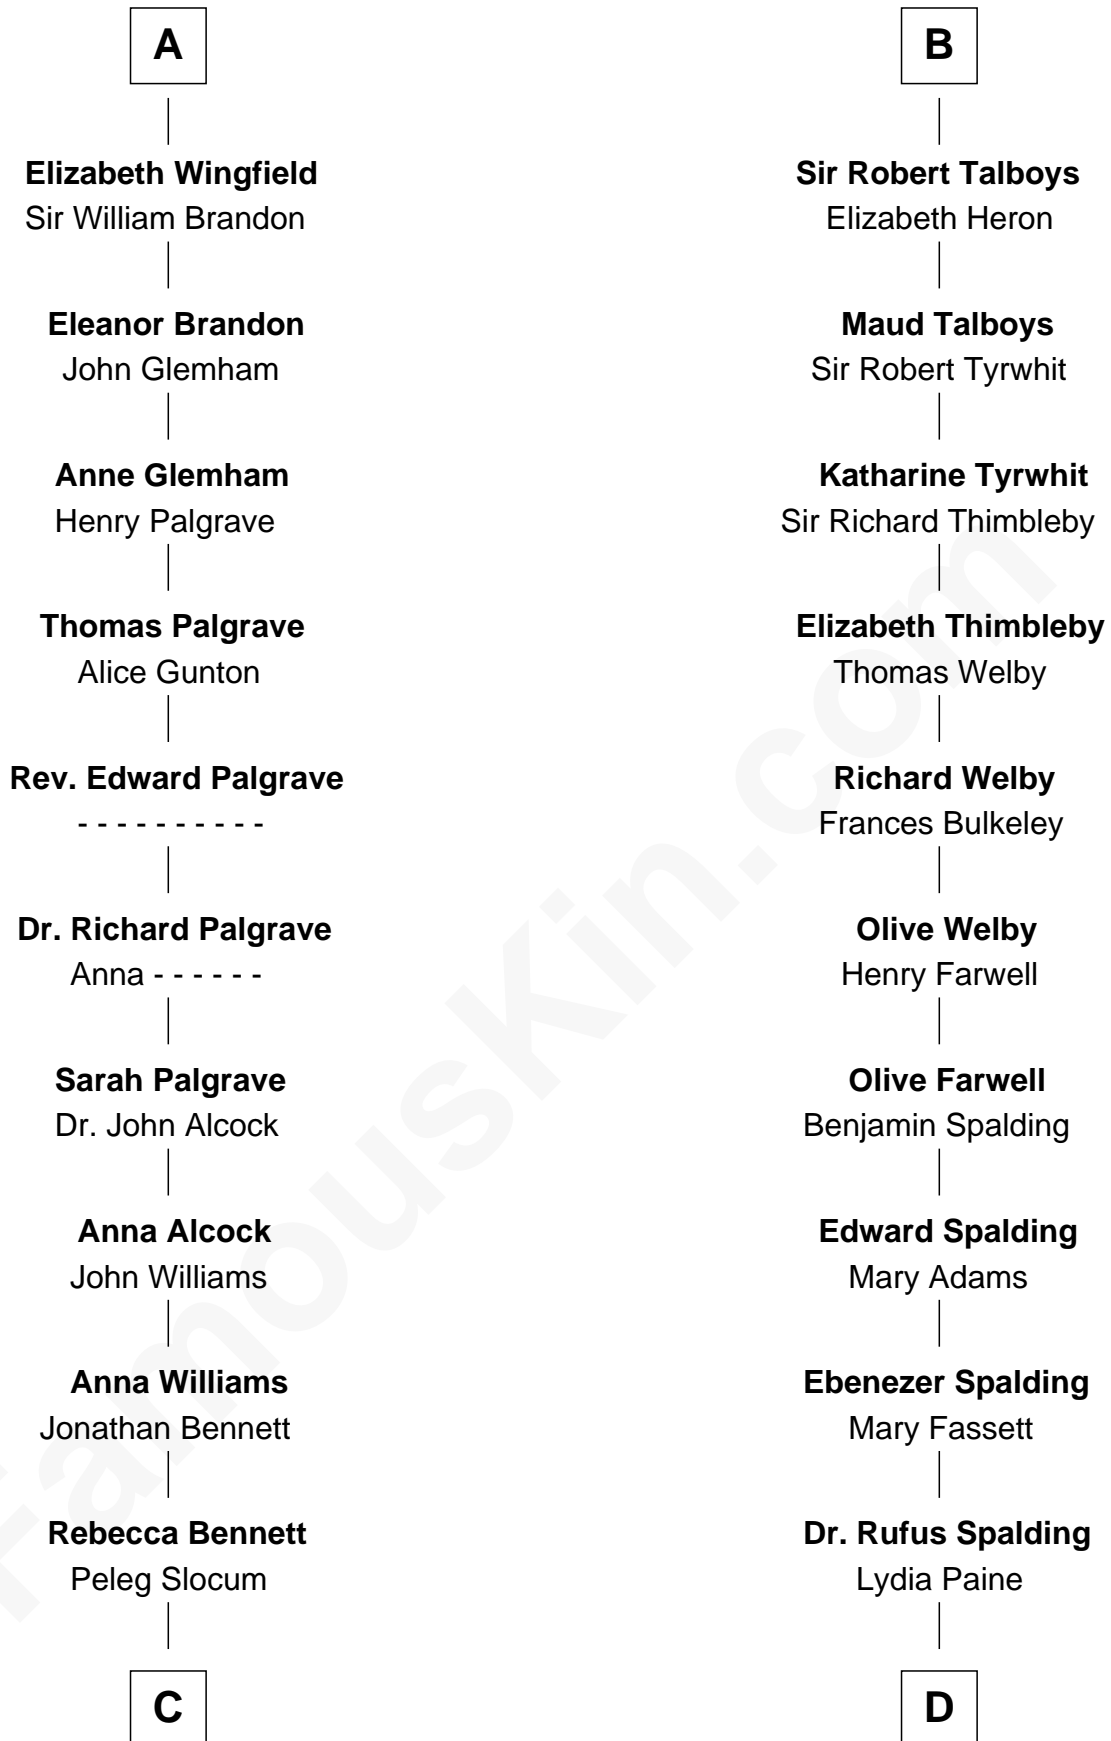 A
Elizabeth Wingfield
Sir William Brandon
Eleanor Brandon
John Glemham
Anne Glemham
Henry Palgrave
Thomas Palgrave
Alice Gunton
Rev. Edward Palgrave
- - - - - - - - - -
Dr. Richard Palgrave
Anna - - - - - -
Sarah Palgrave
Dr. John Alcock
Anna Alcock
John Williams
Anna Williams
Jonathan Bennett
Rebecca Bennett
Peleg Slocum
C
B
Sir Robert Talboys
Elizabeth Heron
Maud Talboys
Sir Robert Tyrwhit
Katharine Tyrwhit
Sir Richard Thimbleby
Elizabeth Thimbleby
Thomas Welby
Richard Welby
Frances Bulkeley
Olive Welby
Henry Farwell
Olive Farwell
Benjamin Spalding
Edward Spalding
Mary Adams
Ebenezer Spalding
Mary Fassett
Dr. Rufus Spalding
Lydia Paine
D
FamousKin.com